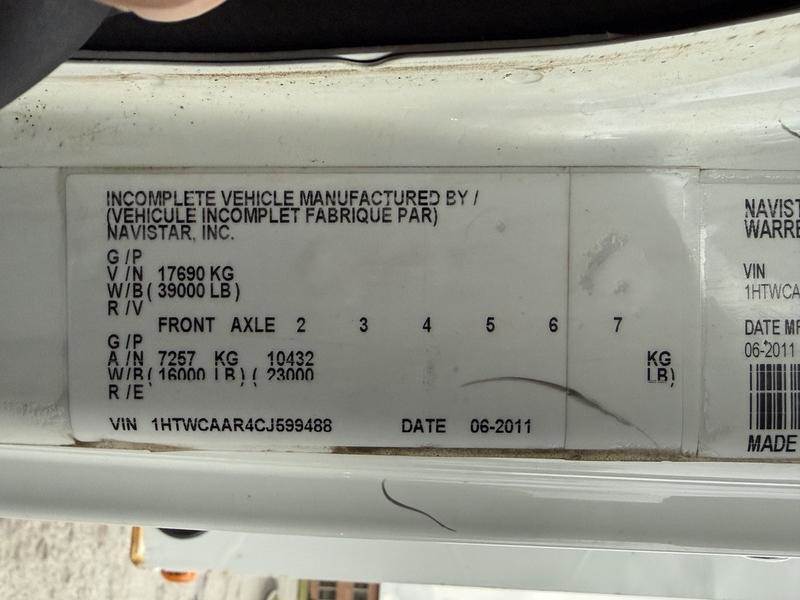 INCOMPLETE VEHICLE MANUFACTURED BY /
(VEHICULE INCOMPLET FABRIQUE PAR)
NAVISTAR, INC.
G /P
V /N 17690 KG
W/B ( 39000 LB )
R /V
FRONT AXLE 2 3 4 5 6 7
G /P
A /N 7257 KG 10432 KG
W/B ( 16000 LB ) ( 23000 LB)
R /E
VIN 1HTWCAAR4CJ599488 DATE 06-2011
NAVIST
WARRE
VIN
1HTWCA
DATE MF
06-2011
MADE